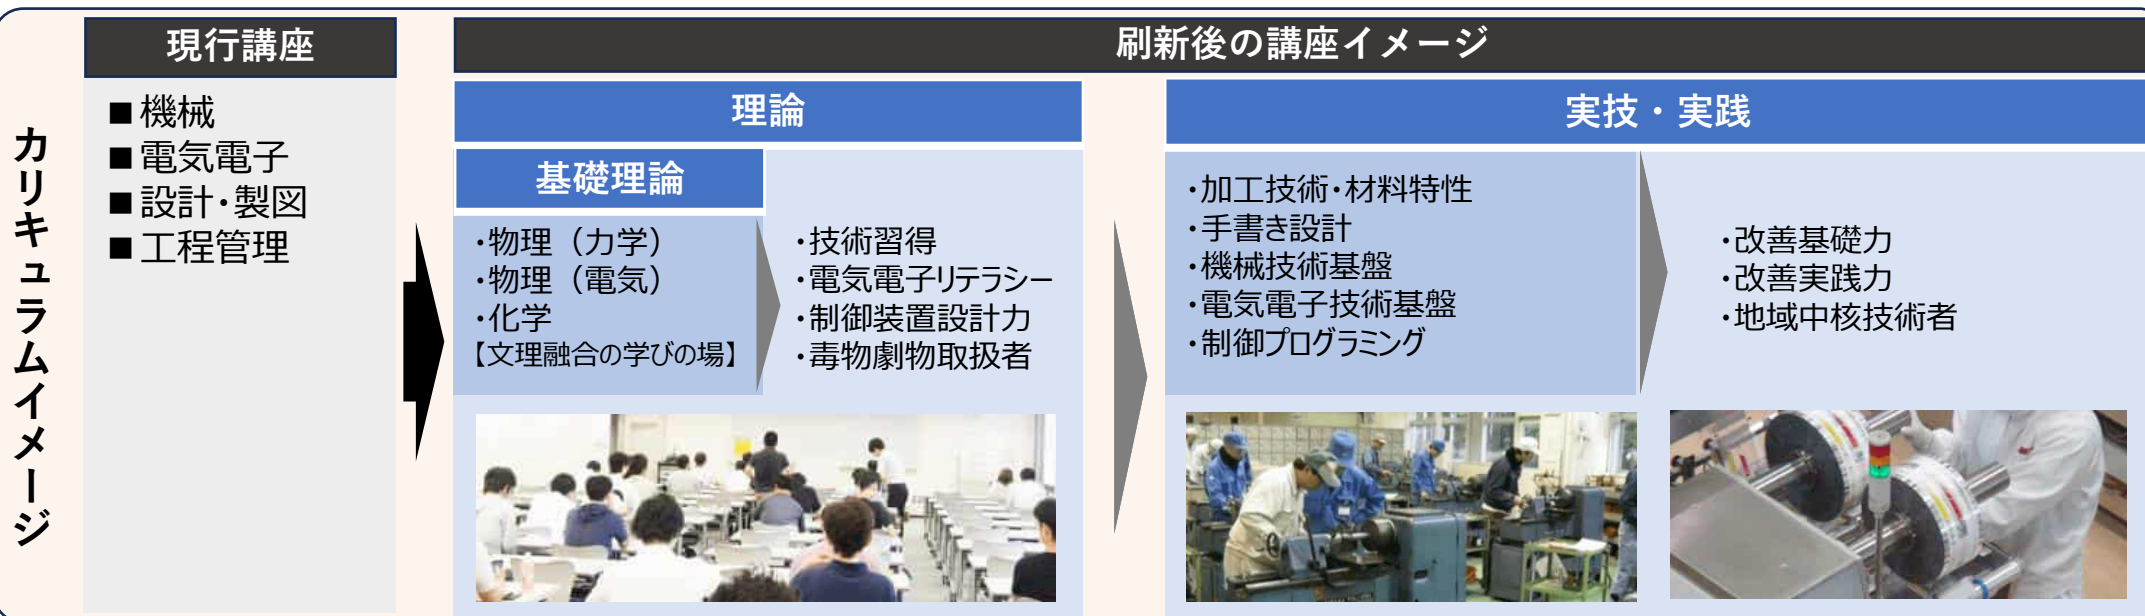 カリキュラムイメージ
現行講座
■機械
■電気電子
■設計・製図
■工程管理
刷新後の講座イメージ
理論
基礎理論
・物理（力学）
・物理（電気）
・化学
【文理融合の学びの場】
・技術習得
・電気電子リテラシー
・制御装置設計力
・毒物劇物取扱者
実技・実践
・加工技術・材料特性
・手書き設計
・機械技術基盤
・電気電子技術基盤
・制御プログラミング
・改善基礎力
・改善実践力
・地域中核技術者